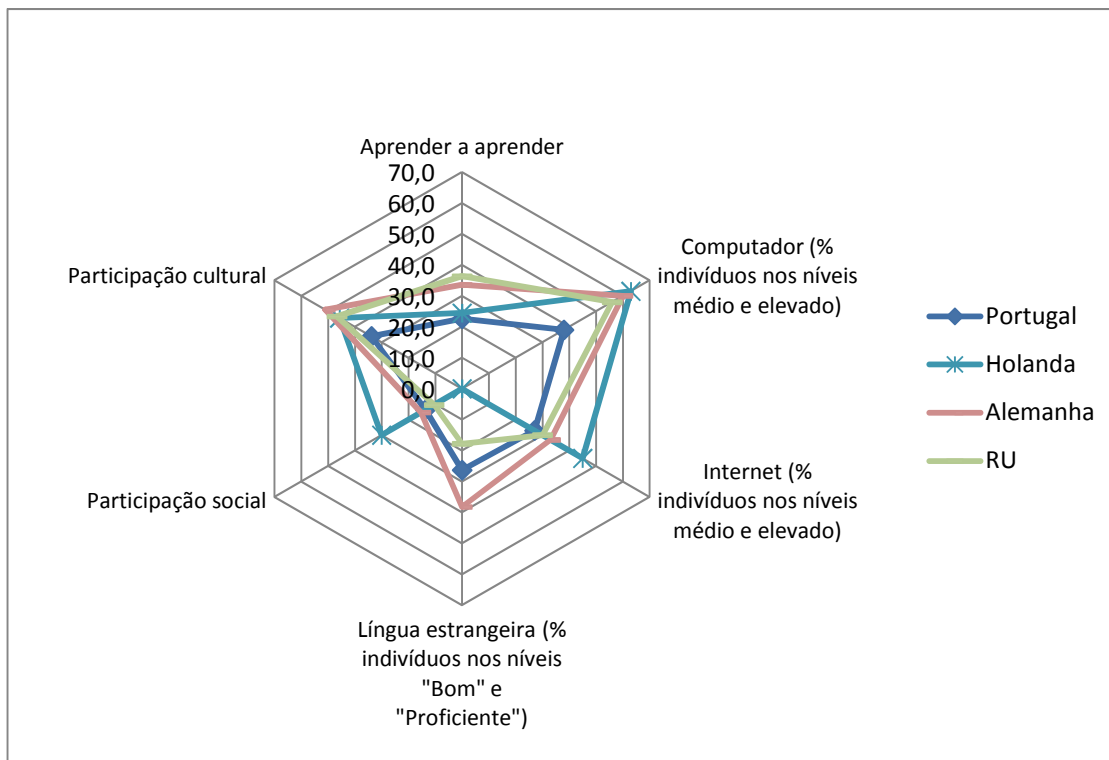 Aprender a aprender
70,0
60,0
50,0
40,0
30,0
20,0
10,0
0,0
Computador (%
indivíduos nos níveis
médio e elevado)
Internet (%
indivíduos nos níveis
médio e elevado)
Língua estrangeira (%
indivíduos nos níveis
"Bom" e
"Proficiente")
Participação social
Participação cultural
Portugal
Holanda
Alemanha
RU